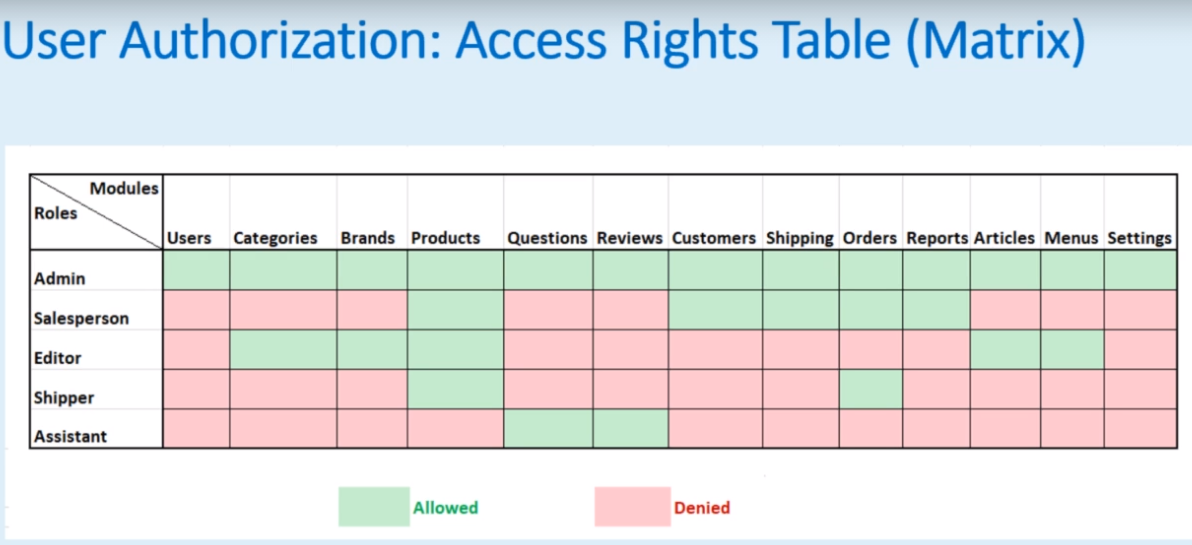 User Authorization: Access Rights Table (Matrix)
Modules
Roles
Users Categories Brands Products Questions Reviews Customers Shipping Orders Reports Articles Menus Settings
Admin
Salesperson
Editor
Shipper
Assistant
Allowed Denied